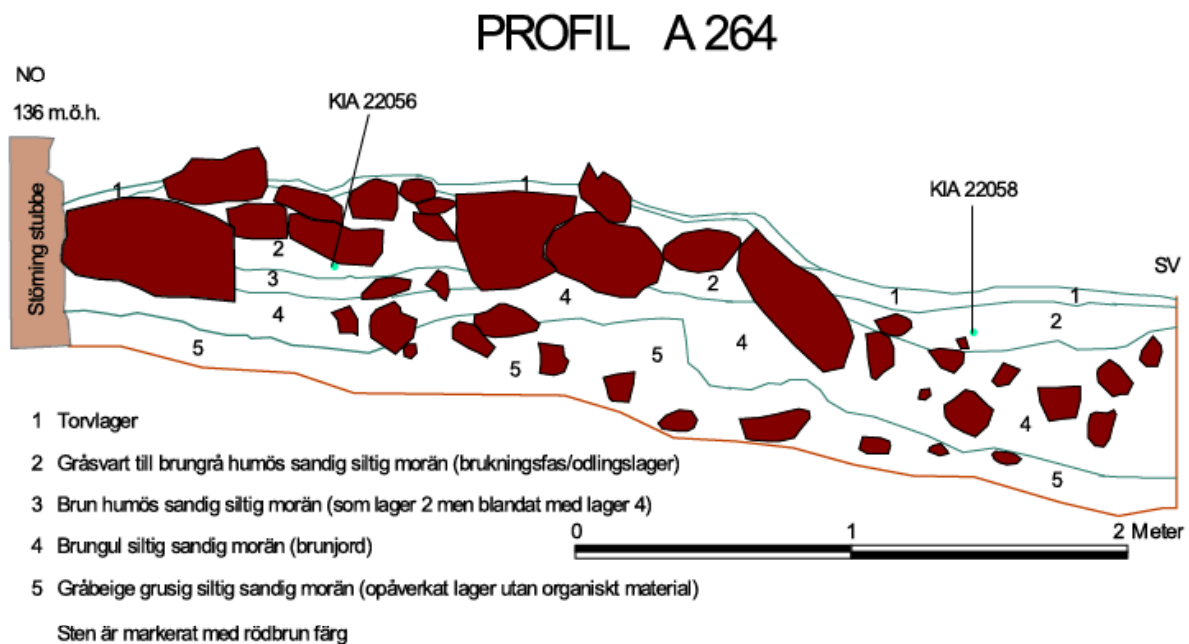 PROFIL A 264
NO
136 m.ö.h.
KIA 22056
KIA 22058
SV
Störning stubbe
1
1
1
1
2
2
2
3
4
4
4
4
5
5
5
5
1 Torvlager
2 Gråsvart till brungrå humös sandig siltig morän (brukningsfas/odlingslager)
3 Brun humös sandig siltig morän (som lager 2 men blandat med lager 4)
4 Brungul siltig sandig morän (brunjord)
5 Gråbeige grusig siltig sandig morän (opåverkat lager utan organiskt material)
Sten är markerat med rödbrun färg
0 1 2 Meter